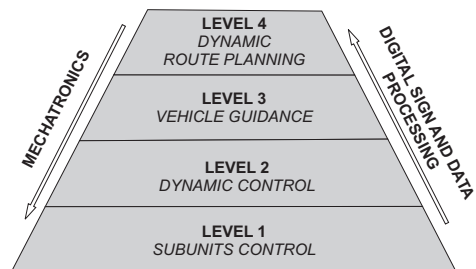 LEVEL 4
DYNAMIC
ROUTE PLANNING
LEVEL 3
VEHICLE GUIDANCE
LEVEL 2
DYNAMIC CONTROL
LEVEL 1
SUBUNITS CONTROL
MECHATRONICS
DIGITAL SIGN AND DATA
PROCESSING